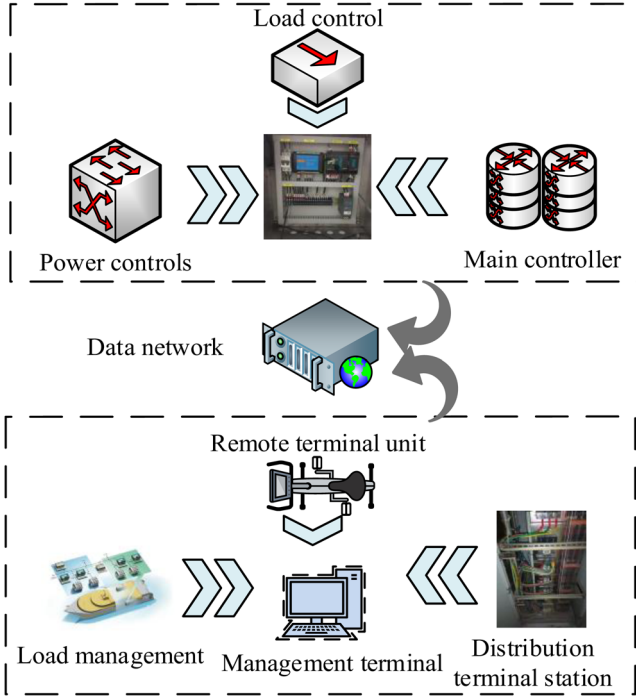 Load control
Power controls
Main controller
Data network
Remote terminal unit
Load management
Management terminal
Distribution
terminal station